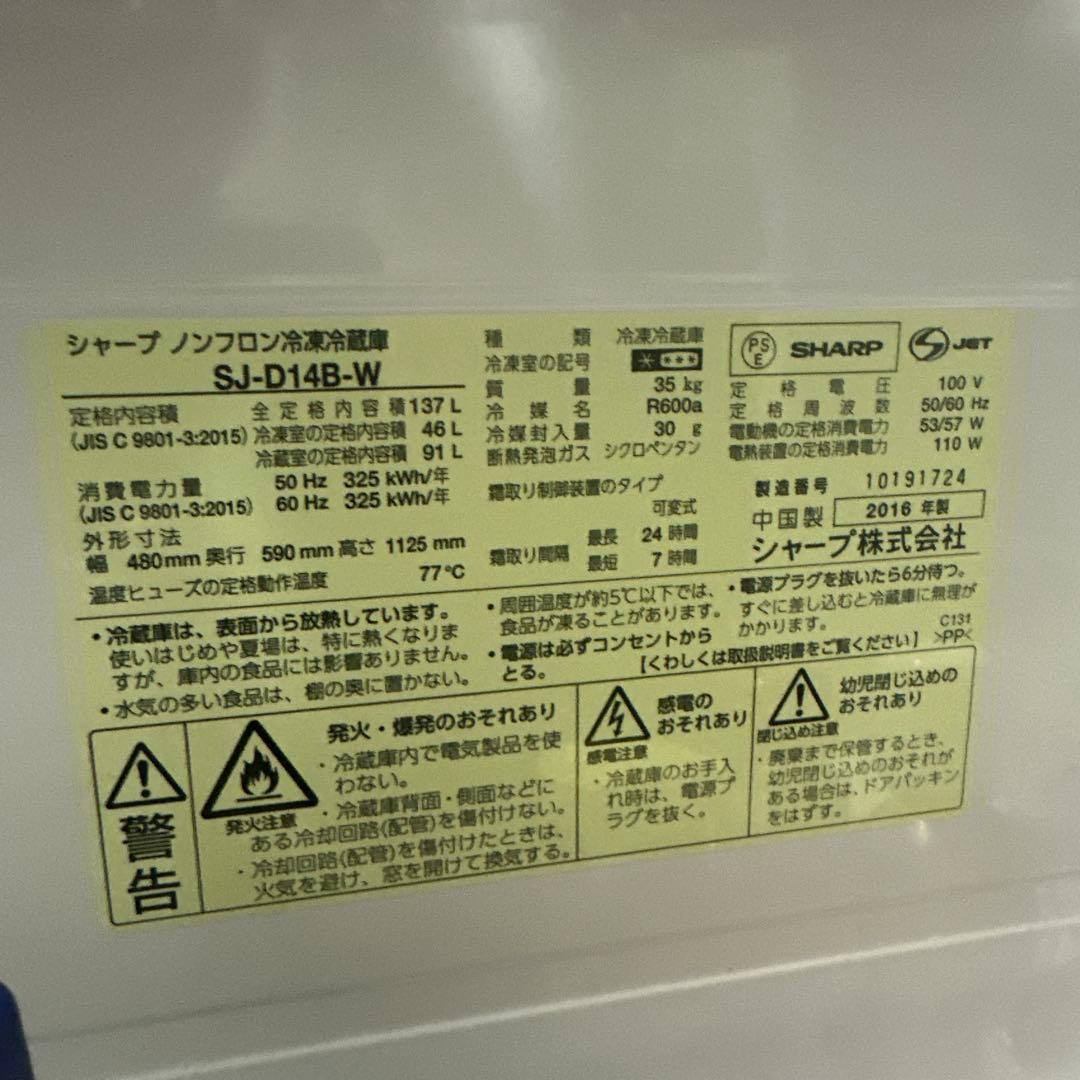 シャープ ノンフロン冷凍冷蔵庫
SJ-D14B-W
定格内容積
(JIS C 9801-3:2015)
全定格内容積 137 L
冷凍室の定格内容積 46 L
冷蔵室の定格内容積 91 L
消費電力量
(JIS C 9801-3:2015)
50 Hz 325 kWh/年
60 Hz 325 kWh/年
外形寸法
幅 480mm 奥行 590 mm 高さ 1125 mm
温度ヒューズの定格動作温度 77℃
種類 冷凍冷蔵庫
冷凍室の記号 * ***
質量 35 kg
冷媒名 R600a
冷媒封入量 30 g
断熱発泡ガス シクロペンタン
霜取り制御装置のタイプ
可変式
霜取り間隔
最長 24 時間
最短 7 時間
PS
E
SHARP
S JET
定格電圧 100 V
定格周波数 50/60 Hz
電動機の定格消費電力 53/57 W
電熱装置の定格消費電力 110 W
製造番号 10191724
中国製 2016 年製
シャープ株式会社
・冷蔵庫は、表面から放熱しています。
使いはじめや夏場は、特に熱くなりま
すが、庫内の食品には影響ありません。
・水気の多い食品は、棚の奥に置かない。
・周囲温度が約5℃以下では、
食品が凍ることがあります。
・電源は必ずコンセントから
とる。
・電源プラグを抜いたら6分待つ。
すぐに差し込むと冷蔵庫に無理が
かかります。
C131
【くわしくは取扱説明書をご覧ください】 >PP<
警告
発火注意
発火・爆発のおそれあり
・冷蔵庫内で電気製品を使
わない。
・冷蔵庫背面・側面などに
ある冷却回路(配管)を傷付けない。
・冷却回路(配管)を傷付けたときは、
火気を避け、窓を開けて換気する。
感電注意
感電の
おそれあり
・冷蔵庫のお手入
れ時は、電源プ
ラグを抜く。
閉じ込め注意
幼児閉じ込めの
おそれあり
・廃棄まで保管するとき、
幼児閉じ込めのおそれが
ある場合は、ドアパッキン
をはずす。